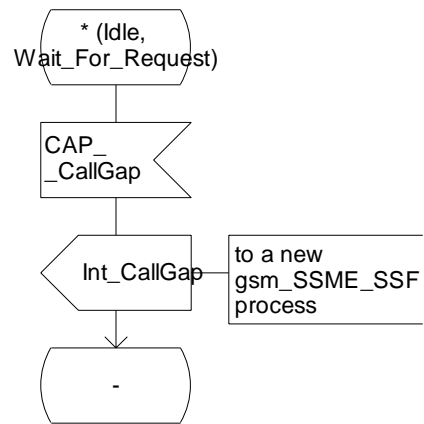 * (Idle,
Wait_For_Request)
CAP_
_CallGap
Int_CallGap
to a new
gsm_SSME_SSF
process
-